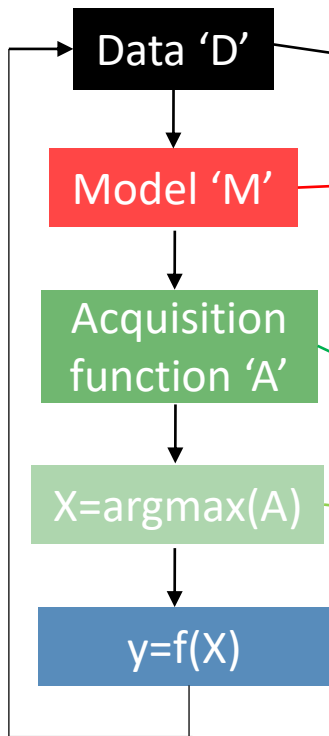 Data ‘D’
Model ‘M’
Acquisition
function ‘A’
X=argmax(A)
y=f(X)